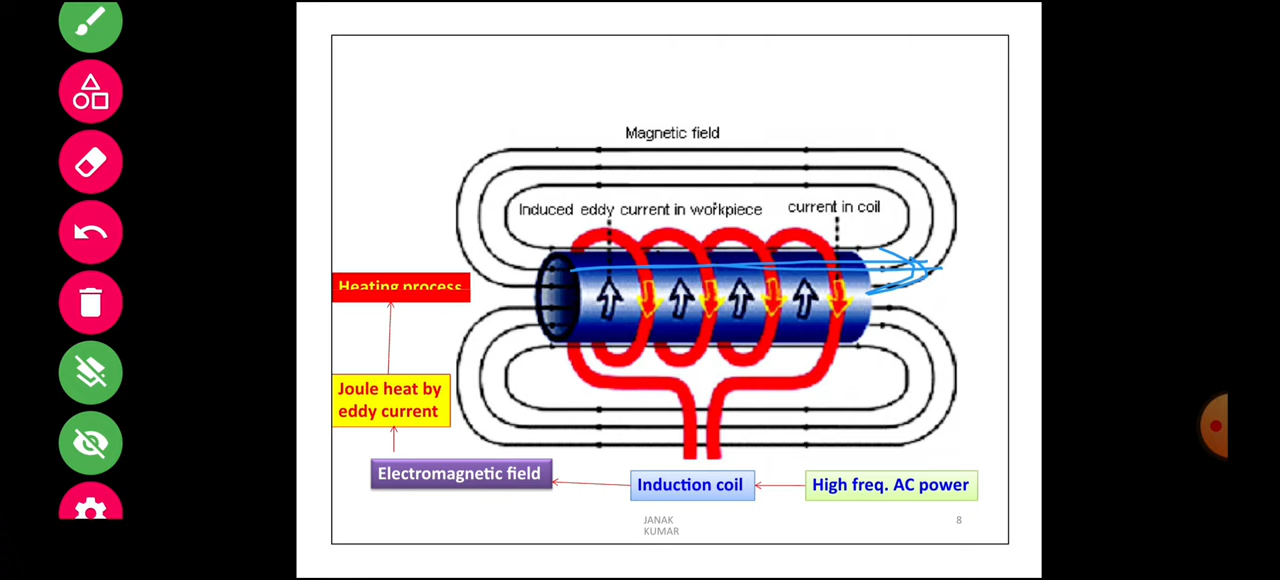 Magnetic field
Induced eddy current in workpiece
current in coil
Heating process
Joule heat by
eddy current
Electromagnetic field
Induction coil
High freq. AC power
JANAK
KUMAR
8